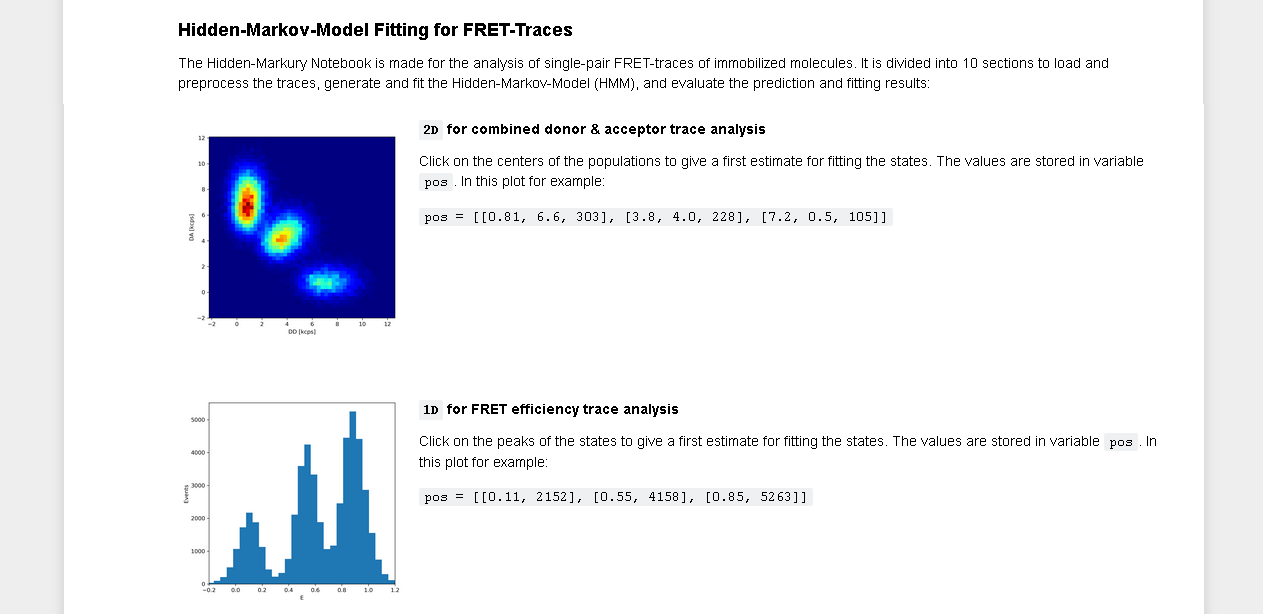 Hidden-Markov-Model Fitting for FRET-Traces
The Hidden-Markury Notebook is made for the analysis of single-pair FRET-traces of immobilized molecules. It is divided into 10 sections to load and
preprocess the traces, generate and fit the Hidden-Markov-Model (HMM), and evaluate the prediction and fitting results:
2D for combined donor & acceptor trace analysis
Click on the centers of the populations to give a first estimate for fitting the states. The values are stored in variable
pos . In this plot for example:
pos = [[0.81, 6.6, 303], [3.8, 4.0, 228], [7.2, 0.5, 105]]
12
10
8
6
4
2
0
−2
DA [kcps]
−2 0 2 4 6 8 10 12
DD [kcps]
1D for FRET efficiency trace analysis
Click on the peaks of the states to give a first estimate for fitting the states. The values are stored in variable pos . In
this plot for example:
pos = [[0.11, 2152], [0.55, 4158], [0.85, 5263]]
5000
4000
3000
2000
1000
0
Events
−0.2 0.0 0.2 0.4 0.6 0.8 1.0 1.2
E